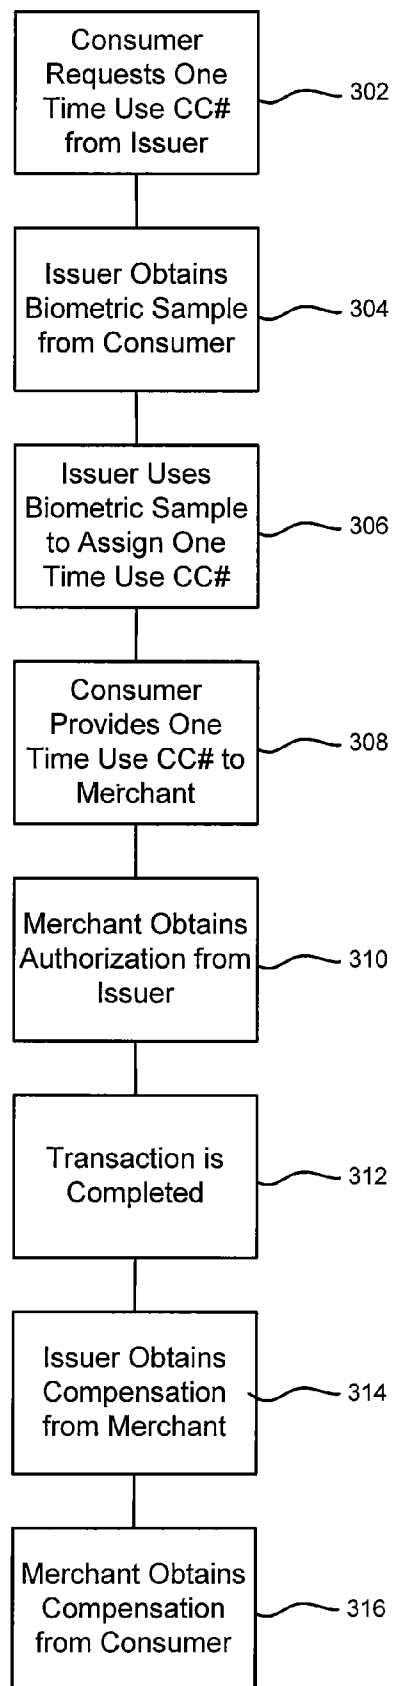 Consumer
Requests One
Time Use CC#
from Issuer
302
Issuer Obtains
Biometric Sample
from Consumer
304
Issuer Uses
Biometric Sample
to Assign One
Time Use CC#
306
Consumer
Provides One
Time Use CC# to
Merchant
308
Merchant Obtains
Authorization from
Issuer
310
Transaction is
Completed
312
Issuer Obtains
Compensation
from Merchant
314
Merchant Obtains
Compensation
from Consumer
316